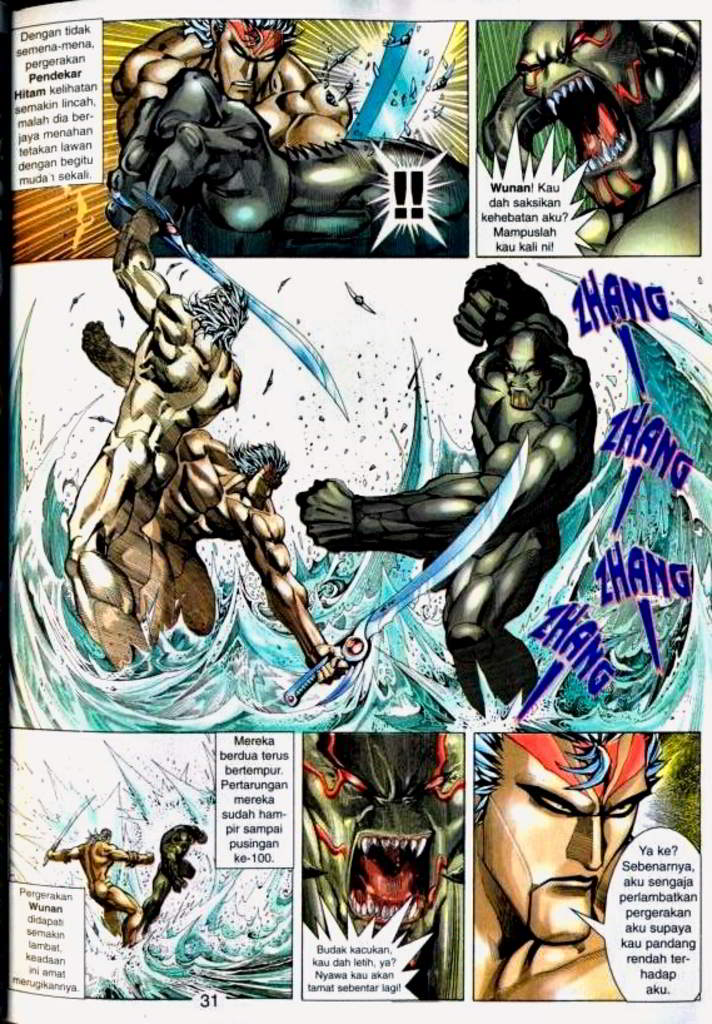 Dengan tidak
semena-mena,
pergerakan
Pendekar
Hitam kelihatan
semakin lincah,
malah dia ber-
jaya menahan
tetakan lawan
dengan begitu
mudah sekali.
!!
Wunan! Kau
dah saksikan
kehebatan aku?
Mampuslah
kau kali ni!
ZHANG!
ZHANG!
ZHANG!
ZHANG!
Mereka
berdua terus
bertempur.
Pertarungan
mereka
sudah ham-
pir sampai
pusingan
ke-100.
Pergerakan
Wunan
didapati
semakin
lambat,
keadaan
ini amat
merugikannya.
Budak kacukan,
kau dah letih, ya?
Nyawa kau akan
tamat sebentar lagi!
Ya ke?
Sebenarnya,
aku sengaja
perlambatkan
pergerakan
aku supaya
kau pandang
rendah ter-
hadap
aku.
31